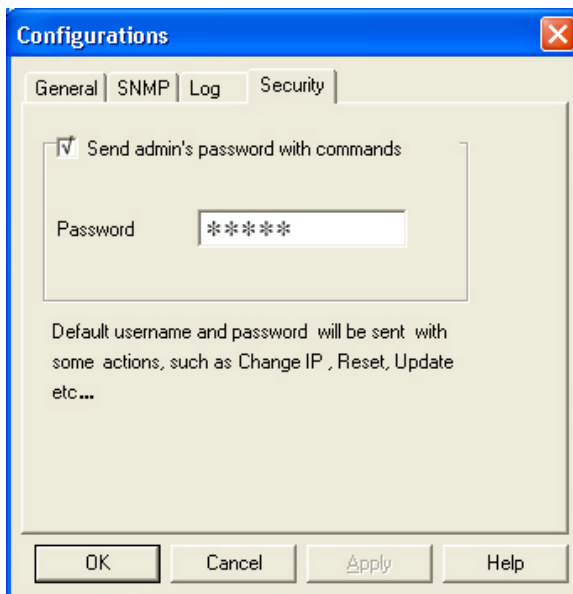 Configurations
General SNMP Log Security
Send admin's password with commands
Password *****
Default username and password will be sent with
some actions, such as Change IP , Reset, Update
etc...
OK Cancel Apply Help